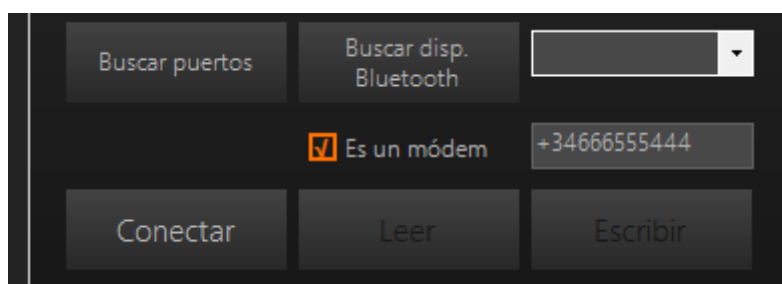 Buscar puertos
Buscar disp.
Bluetooth
Es un módem
+34666555444
Conectar
Leer
Escribir